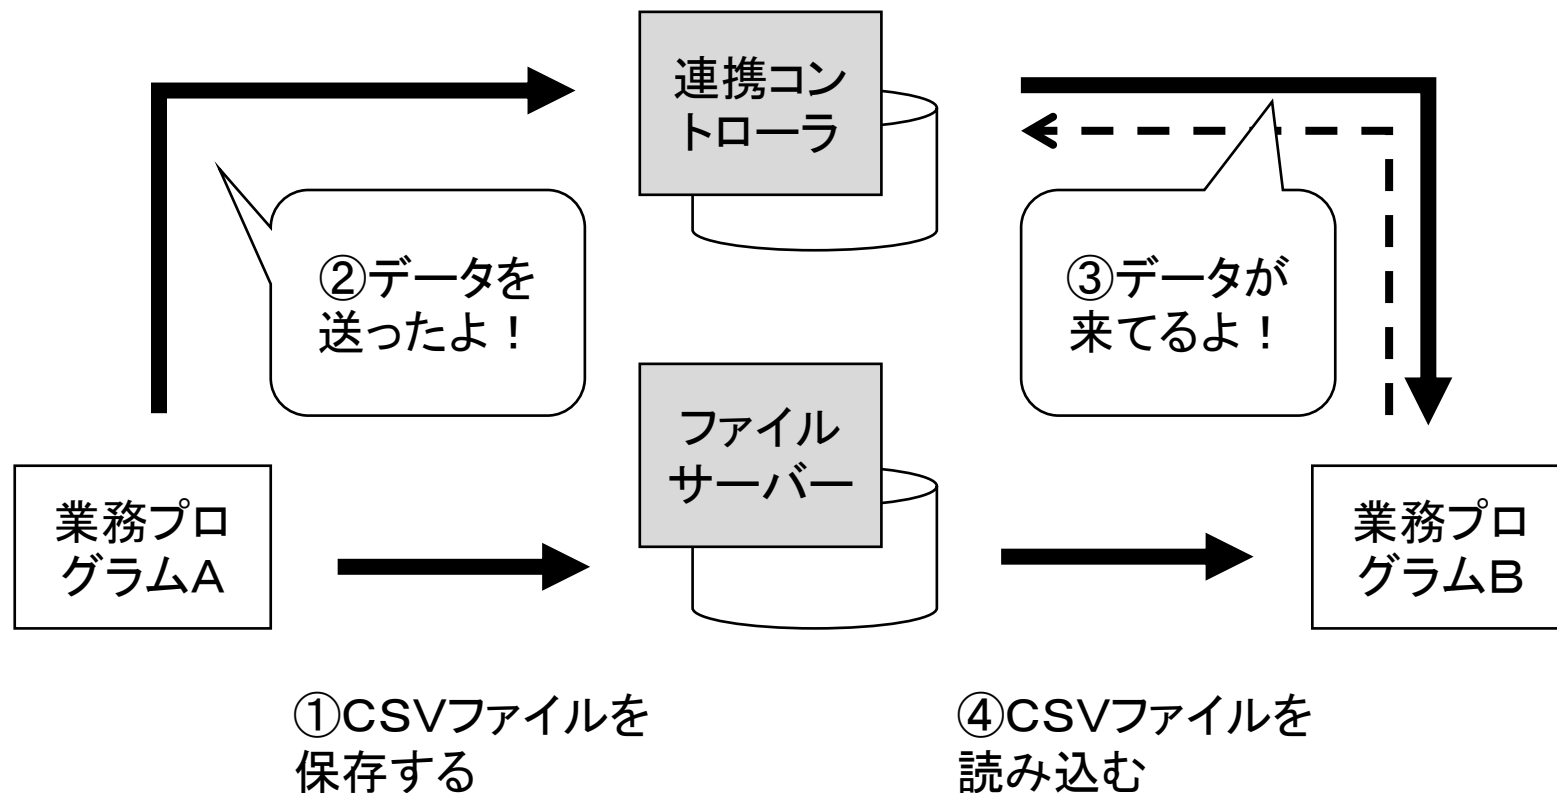 連携コン
トローラ
②データを
送ったよ！
③データが
来てるよ！
ファイル
サーバー
業務プロ
グラムＡ
業務プロ
グラムＢ
①ＣＳＶファイルを
保存する
④ＣＳＶファイルを
読み込む